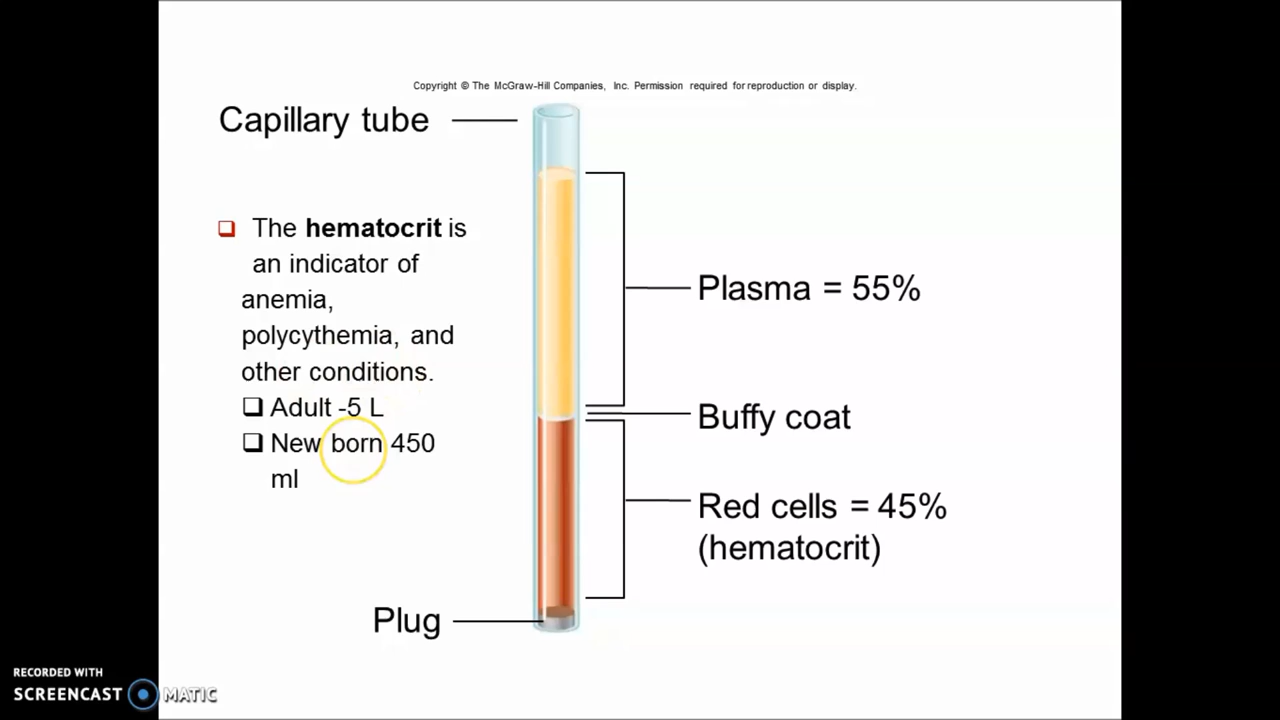 Copyright © The McGraw-Hill Companies, Inc. Permission required for reproduction or display.
Capillary tube
The hematocrit is
an indicator of
anemia,
polycythemia, and
other conditions.
Adult -5 L
New born 450
ml
Plasma = 55%
Buffy coat
Red cells = 45%
(hematocrit)
Plug
RECORDED WITH
SCREENCAST MATIC